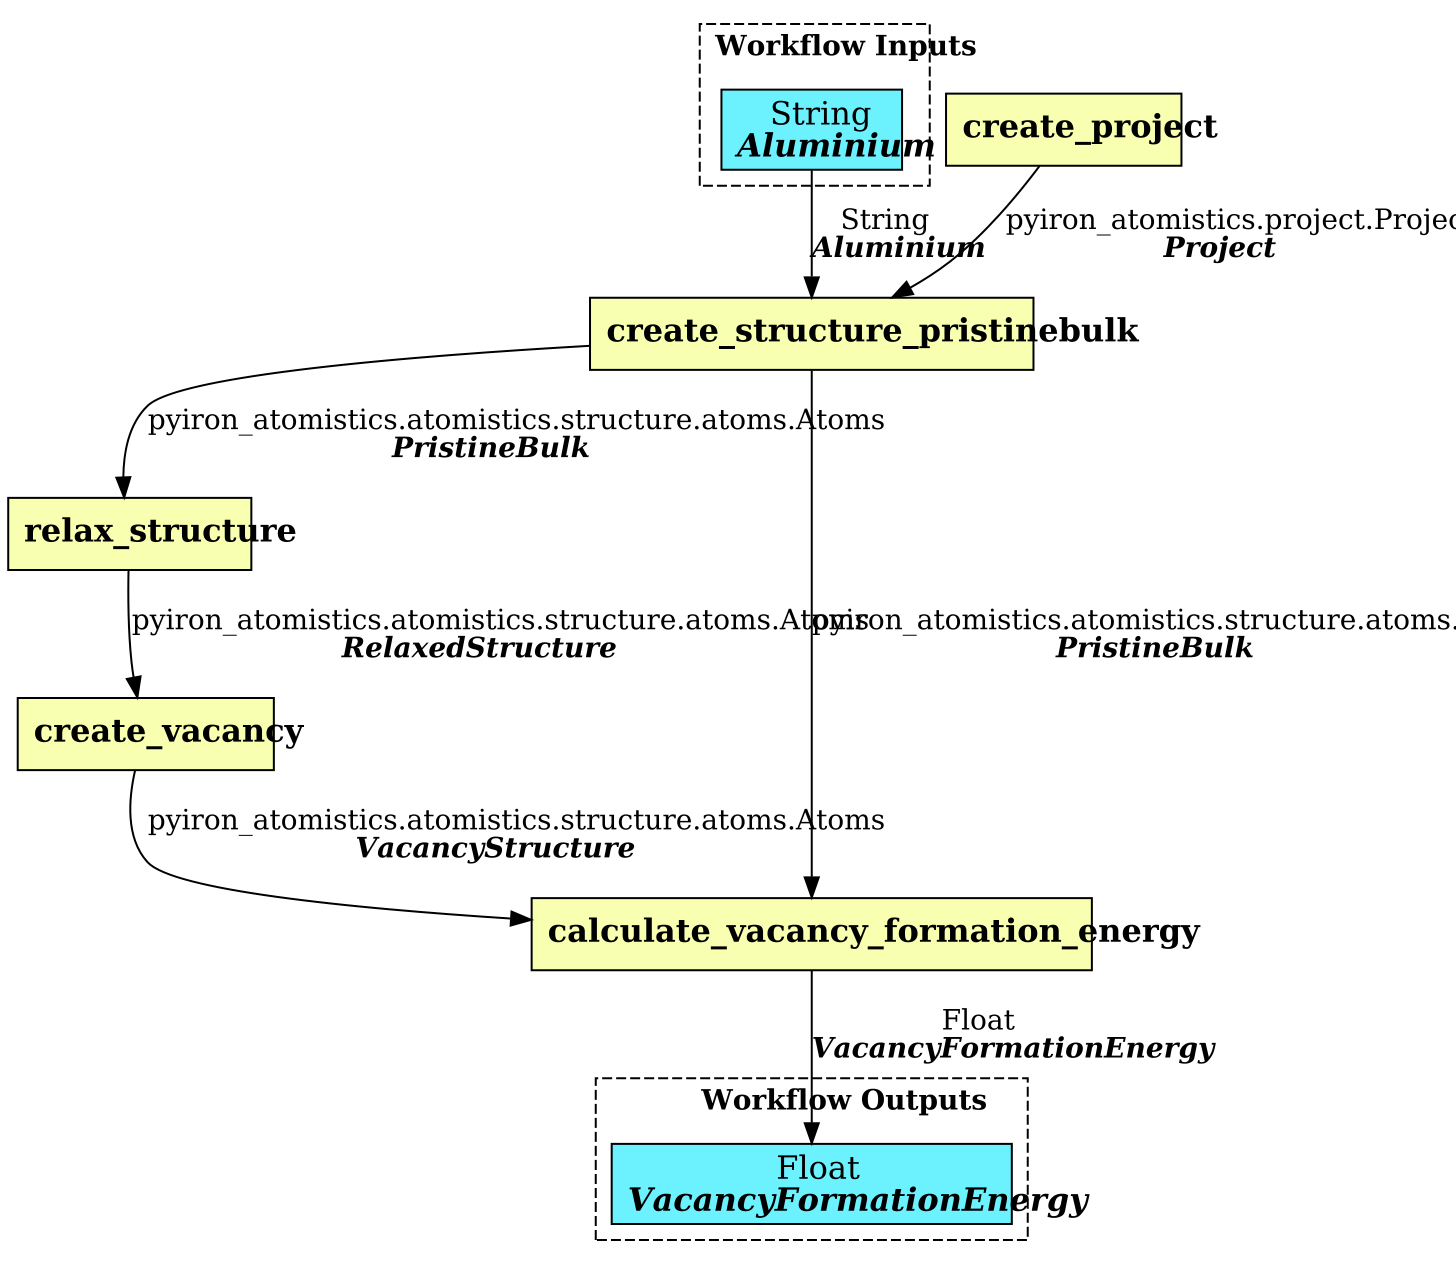 Workflow Inputs
String
Aluminium
create_project
String
Aluminium
pyiron_atomistics.project.Projec
Project
create_structure_pristinebulk
pyiron_atomistics.atomistics.structure.atoms.Atoms
PristineBulk
relax_structure
pyiron_atomistics.atomistics.structure.atoms.Atoms
RelaxedStructure
pyiron_atomistics.atomistics.structure.atoms.
PristineBulk
create_vacancy
pyiron_atomistics.atomistics.structure.atoms.Atoms
VacancyStructure
calculate_vacancy_formation_energy
Float
VacancyFormationEnergy
Workflow Outputs
Float
VacancyFormationEnergy